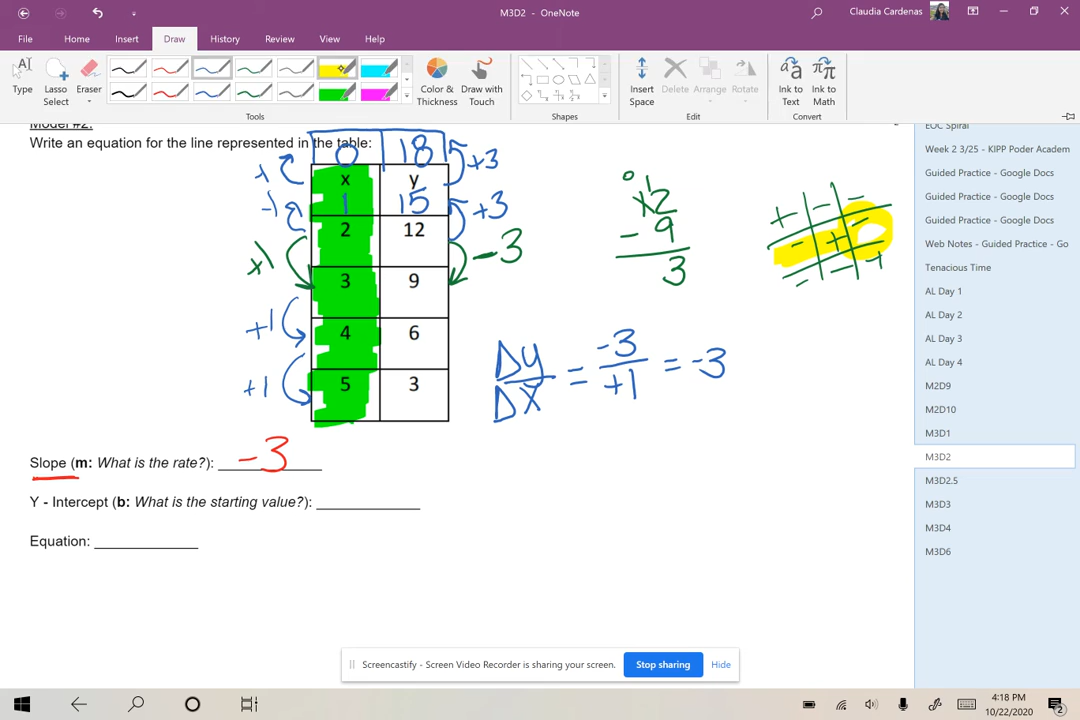 M3D2 - OneNote
Claudia Cardenas
File Home Insert Draw History Review View Help
Type Lasso Select Eraser Color & Thickness Draw with Touch Insert Space Delete Arrange Rotate Ink to Text Ink to Math
Tools Shapes Edit Convert
Model #2:
Write an equation for the line represented in the table:
0 18
x y
1 15
2 12
3 9
4 6
5 3
+3
-1 +3
-3
+1
+1
12
- 9
3
+ - -
- + -
- - +
Δy/Δx = -3/+1 = -3
Slope (m: What is the rate?): -3
Y - Intercept (b: What is the starting value?): ____________
Equation: ____________
EOC Spiral
Week 2 3/25 - KIPP Poder Academ
Guided Practice - Google Docs
Guided Practice - Google Docs
Guided Practice - Google Docs
Web Notes - Guided Practice - Go
Tenacious Time
AL Day 1
AL Day 2
AL Day 3
AL Day 4
M2D9
M2D10
M3D1
M3D2
M3D2.5
M3D3
M3D4
M3D6
Screencastify - Screen Video Recorder is sharing your screen. Stop sharing Hide
4:18 PM
10/22/2020
2